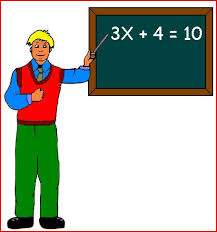 3X + 4 = 10